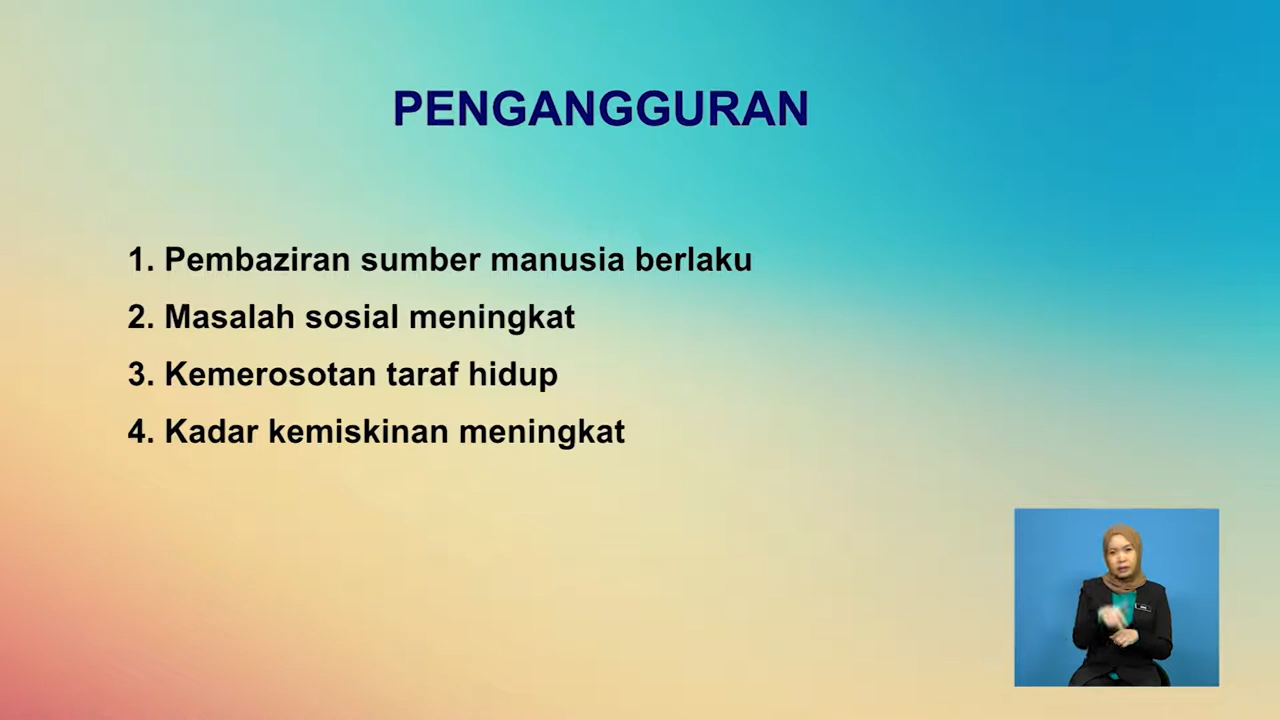 PENGANGGURAN
1. Pembaziran sumber manusia berlaku
2. Masalah sosial meningkat
3. Kemerosotan taraf hidup
4. Kadar kemiskinan meningkat